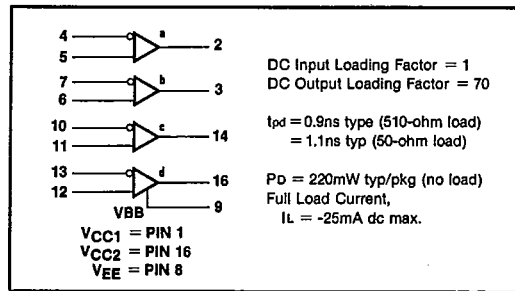 4
5
a
2
7
6
b
3
10
11
c
14
13
12
d
16
VBB
9
VCC1 = PIN 1
VCC2 = PIN 16
VEE = PIN 8
DC Input Loading Factor = 1
DC Output Loading Factor = 70
tpd = 0.9ns type (510-ohm load)
= 1.1ns typ (50-ohm load)
PD = 220mW typ/pkg (no load)
Full Load Current,
IL = -25mA dc max.